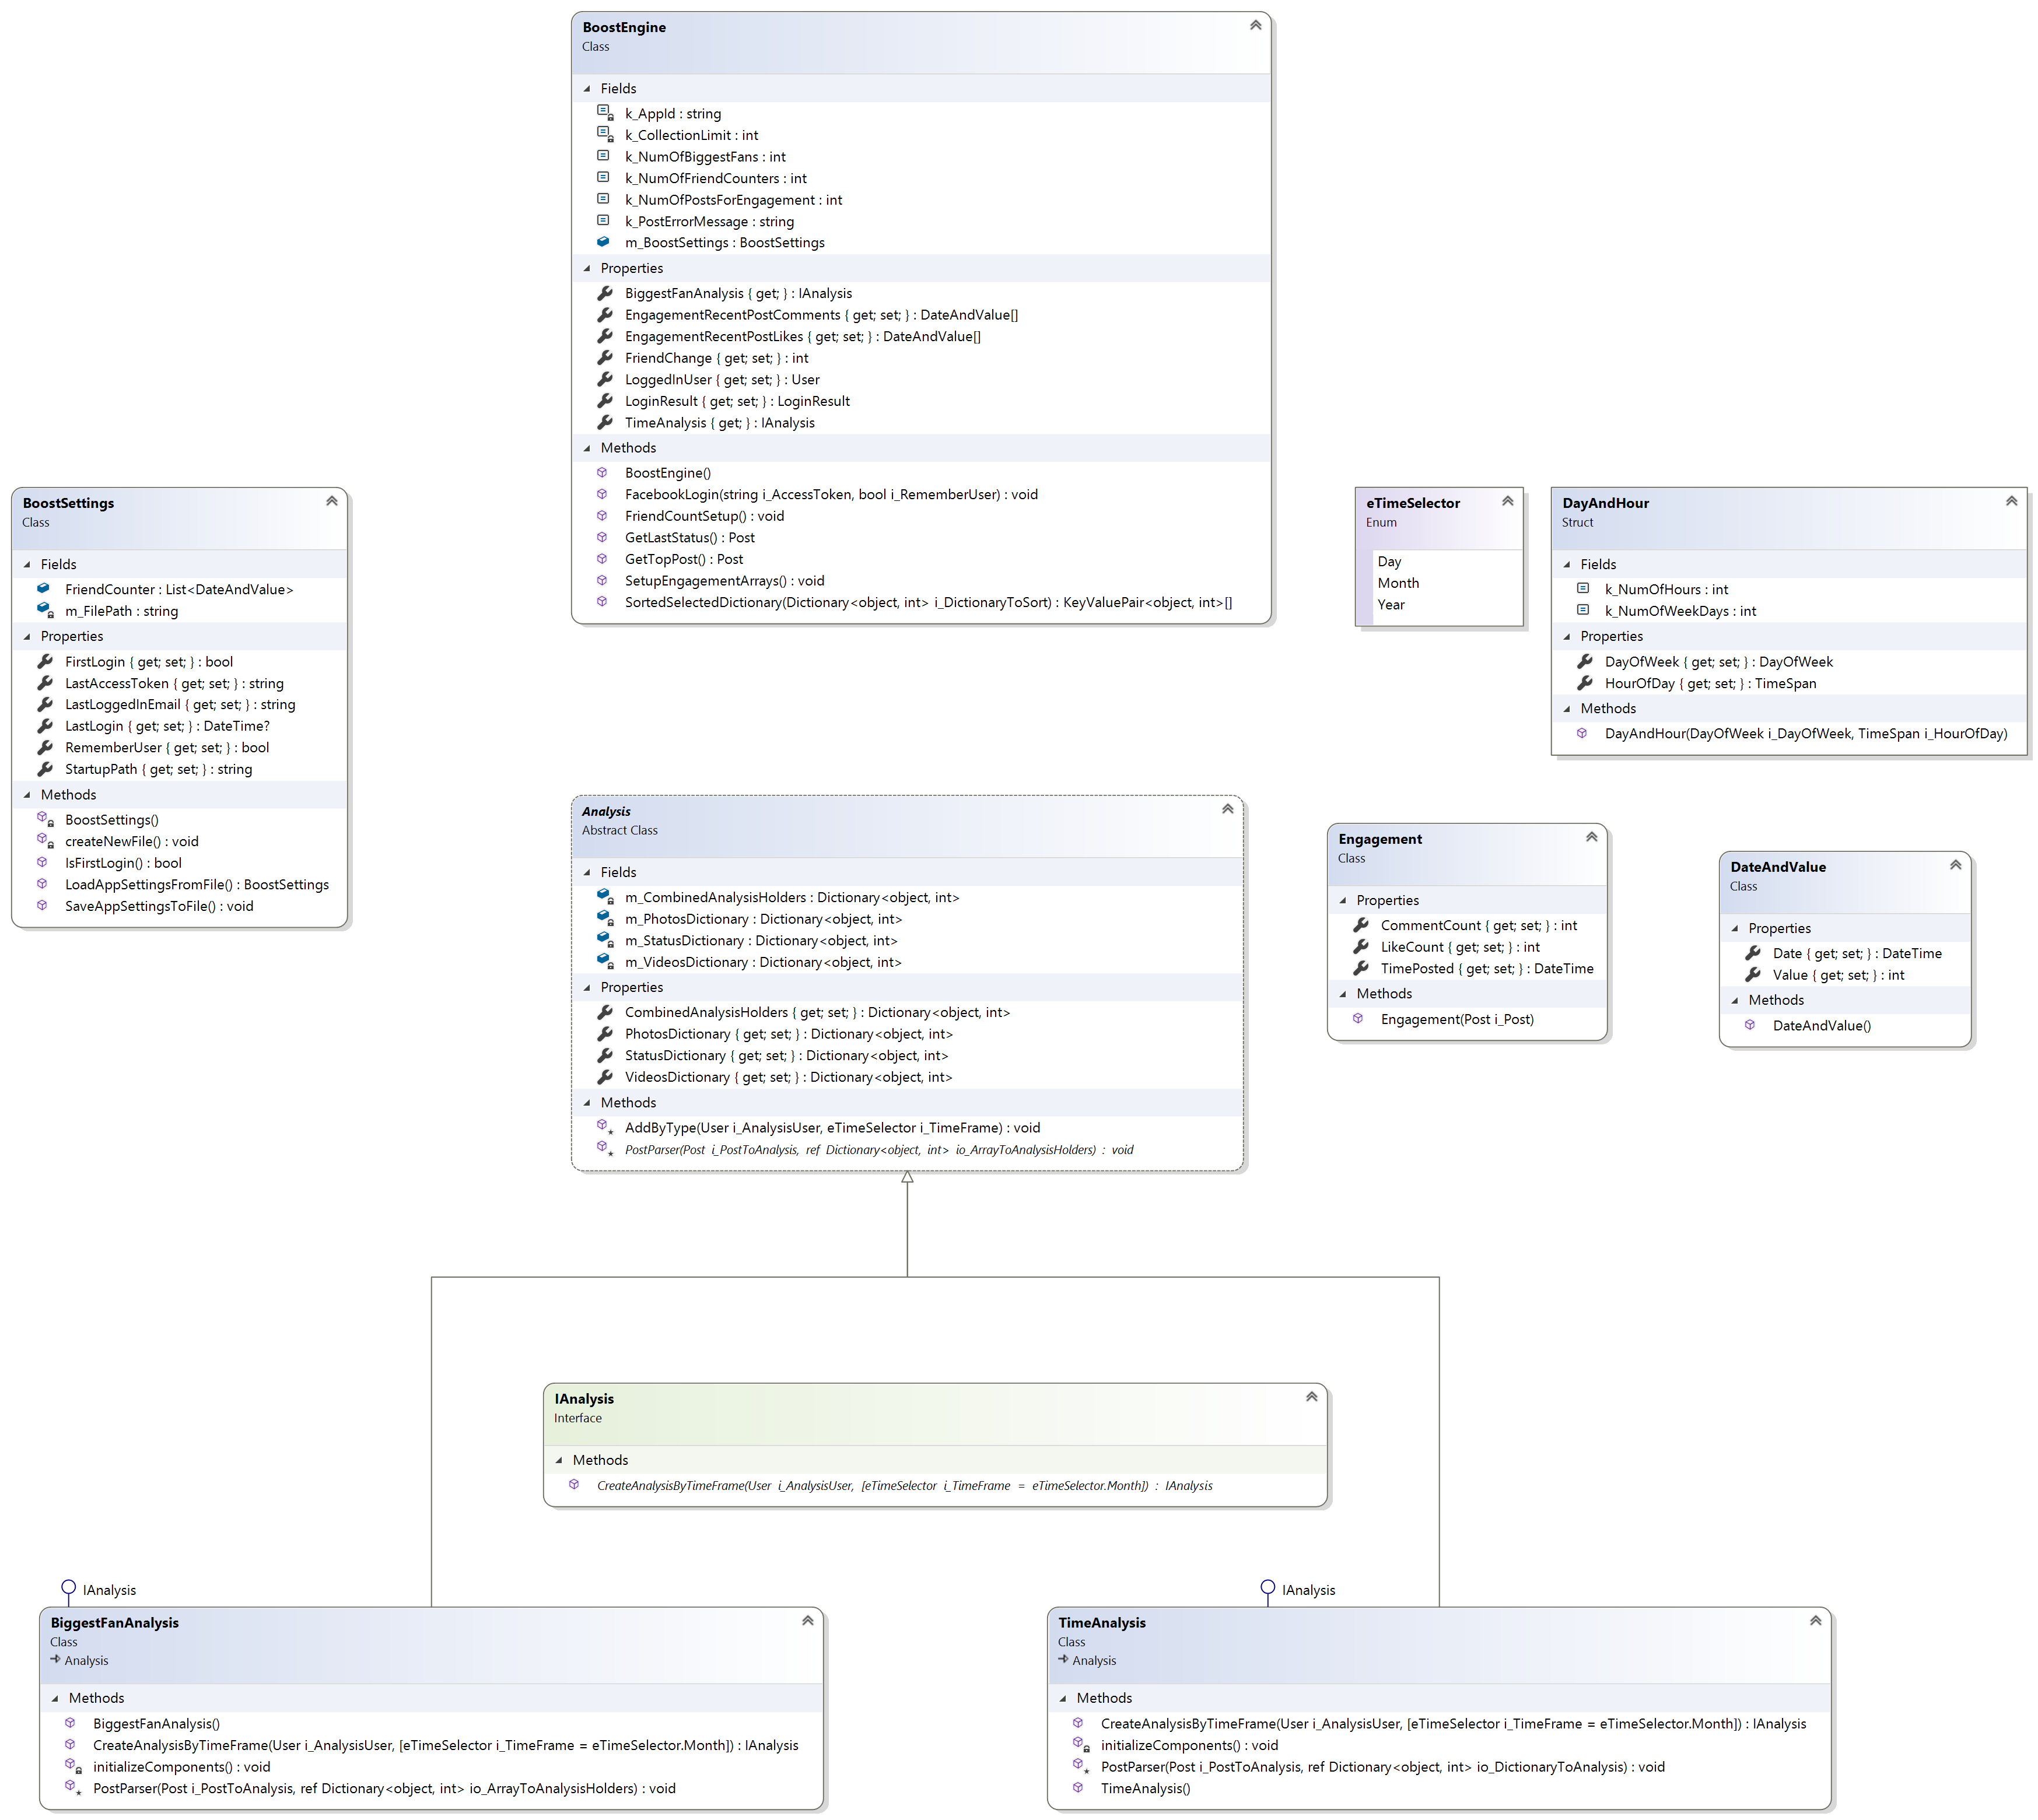 BoostEngine
Class
Fields
k_AppId : string
k_CollectionLimit : int
k_NumOfBiggestFans : int
k_NumOfFriendCounters : int
k_NumOfPostsForEngagement : int
k_PostErrorMessage : string
m_BoostSettings : BoostSettings
Properties
BiggestFanAnalysis { get; } : IAnalysis
EngagementRecentPostComments { get; set; } : DateAndValue[]
EngagementRecentPostLikes { get; set; } : DateAndValue[]
FriendChange { get; set; } : int
LoggedInUser { get; set; } : User
LoginResult { get; set; } : LoginResult
TimeAnalysis { get; } : IAnalysis
Methods
BoostEngine()
FacebookLogin(string i_AccessToken, bool i_RememberUser) : void
FriendCountSetup() : void
GetLastStatus() : Post
GetTopPost() : Post
SetupEngagementArrays() : void
SortedSelectedDictionary(Dictionary<object, int> i_DictionaryToSort) : KeyValuePair<object, int>[]
BoostSettings
Class
Fields
FriendCounter : List<DateAndValue>
m_FilePath : string
Properties
FirstLogin { get; set; } : bool
LastAccessToken { get; set; } : string
LastLoggedInEmail { get; set; } : string
LastLogin { get; set; } : DateTime?
RememberUser { get; set; } : bool
StartupPath { get; set; } : string
Methods
BoostSettings()
createNewFile() : void
IsFirstLogin() : bool
LoadAppSettingsFromFile() : BoostSettings
SaveAppSettingsToFile() : void
eTimeSelector
Enum
Day
Month
Year
DayAndHour
Struct
Fields
k_NumOfHours : int
k_NumOfWeekDays : int
Properties
DayOfWeek { get; set; } : DayOfWeek
HourOfDay { get; set; } : TimeSpan
Methods
DayAndHour(DayOfWeek i_DayOfWeek, TimeSpan i_HourOfDay)
Analysis
Abstract Class
Fields
m_CombinedAnalysisHolders : Dictionary<object, int>
m_PhotosDictionary : Dictionary<object, int>
m_StatusDictionary : Dictionary<object, int>
m_VideosDictionary : Dictionary<object, int>
Properties
CombinedAnalysisHolders { get; set; } : Dictionary<object, int>
PhotosDictionary { get; set; } : Dictionary<object, int>
StatusDictionary { get; set; } : Dictionary<object, int>
VideosDictionary { get; set; } : Dictionary<object, int>
Methods
AddByType(User i_AnalysisUser, eTimeSelector i_TimeFrame) : void
PostParser(Post i_PostToAnalysis, ref Dictionary<object, int> io_ArrayToAnalysisHolders) : void
Engagement
Class
Properties
CommentCount { get; set; } : int
LikeCount { get; set; } : int
TimePosted { get; set; } : DateTime
Methods
Engagement(Post i_Post)
DateAndValue
Class
Properties
Date { get; set; } : DateTime
Value { get; set; } : int
Methods
DateAndValue()
IAnalysis
Interface
Methods
CreateAnalysisByTimeFrame(User i_AnalysisUser, [eTimeSelector i_TimeFrame = eTimeSelector.Month]) : IAnalysis
IAnalysis
BiggestFanAnalysis
Class
Analysis
Methods
BiggestFanAnalysis()
CreateAnalysisByTimeFrame(User i_AnalysisUser, [eTimeSelector i_TimeFrame = eTimeSelector.Month]) : IAnalysis
initializeComponents() : void
PostParser(Post i_PostToAnalysis, ref Dictionary<object, int> io_ArrayToAnalysisHolders) : void
IAnalysis
TimeAnalysis
Class
Analysis
Methods
CreateAnalysisByTimeFrame(User i_AnalysisUser, [eTimeSelector i_TimeFrame = eTimeSelector.Month]) : IAnalysis
initializeComponents() : void
PostParser(Post i_PostToAnalysis, ref Dictionary<object, int> io_DictionaryToAnalysis) : void
TimeAnalysis()